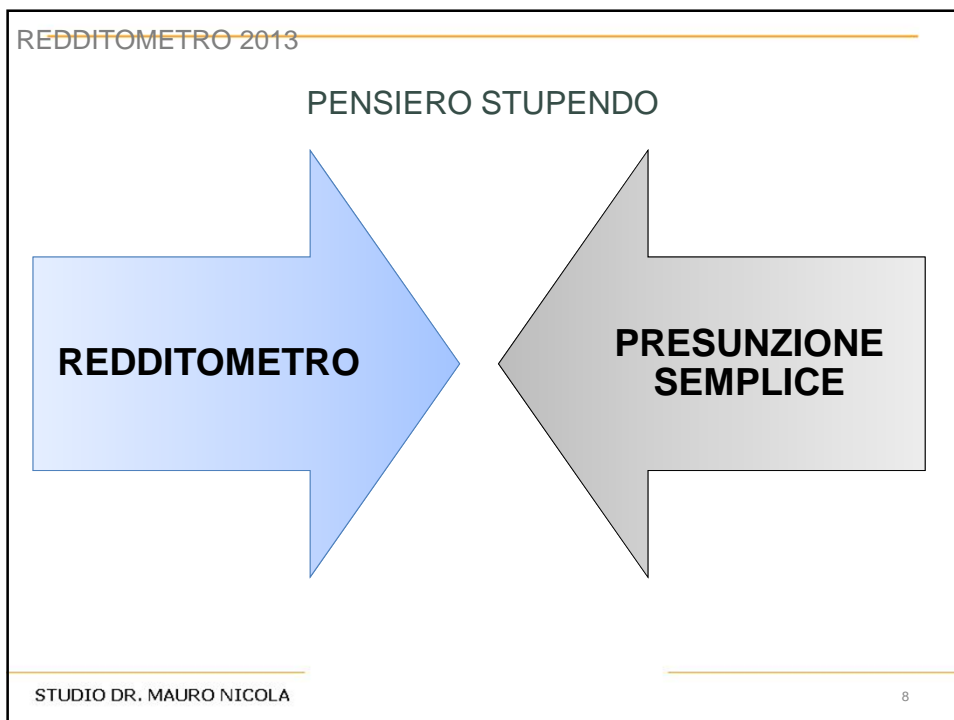 REDDITOMETRO 2013
PENSIERO STUPENDO
REDDITOMETRO
PRESUNZIONE
SEMPLICE
STUDIO DR. MAURO NICOLA
8